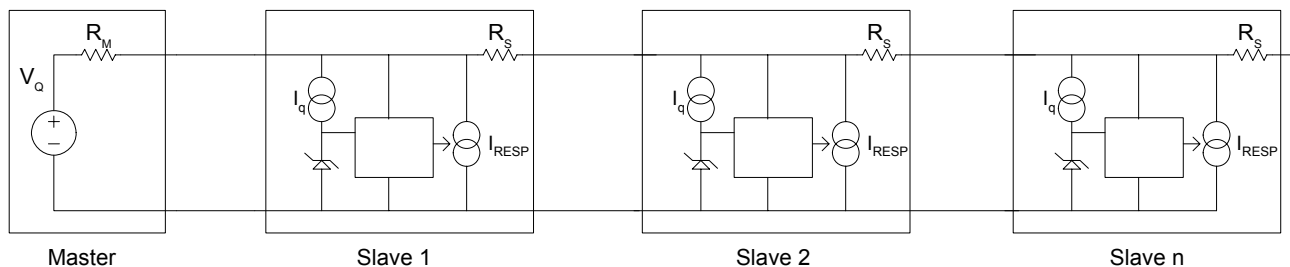 R_M
V_Q
+
−
Master
R_S
I_q
I_RESP
Slave 1
R_S
I_q
I_RESP
Slave 2
R_S
I_q
I_RESP
Slave n